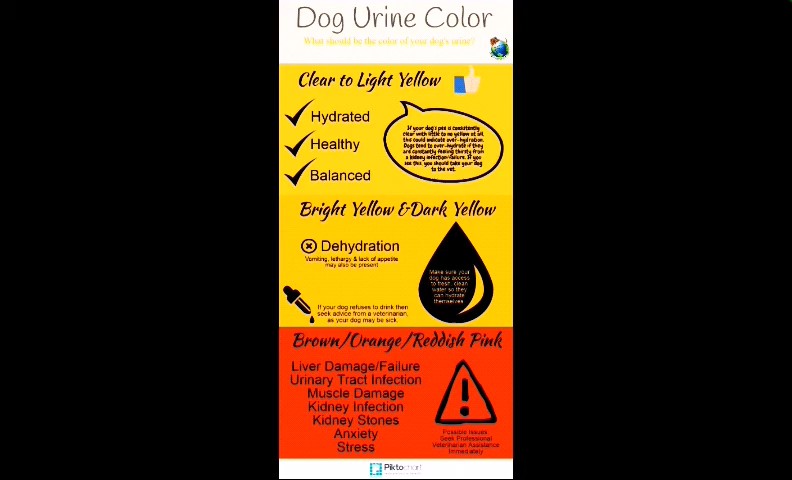 Dog Urine Color
What should be the color of your dog's urine?
Clear to Light Yellow
Hydrated
Healthy
Balanced
If your dog's pee is consistently
clear with little to no yellow at all,
this could indicate over-hydration.
Dogs tend to over-hydrate if they
are constantly feeling thirsty from
a kidney infection/failure. If you
see this, you should take your dog
to the vet.
Bright Yellow &Dark Yellow
Dehydration
Vomiting, lethargy & lack of appetite
may also be present
Make sure your
dog has access
to fresh, clean
water so they
can hydrate
themselves
If your dog refuses to drink then
seek advice from a veterinarian,
as your dog may be sick.
Brown/Orange/Reddish Pink
Liver Damage/Failure
Urinary Tract Infection
Muscle Damage
Kidney Infection
Kidney Stones
Anxiety
Stress
Possible Issues.
Seek Professional
Veterinarian Assistance
Immediately
Piktochart